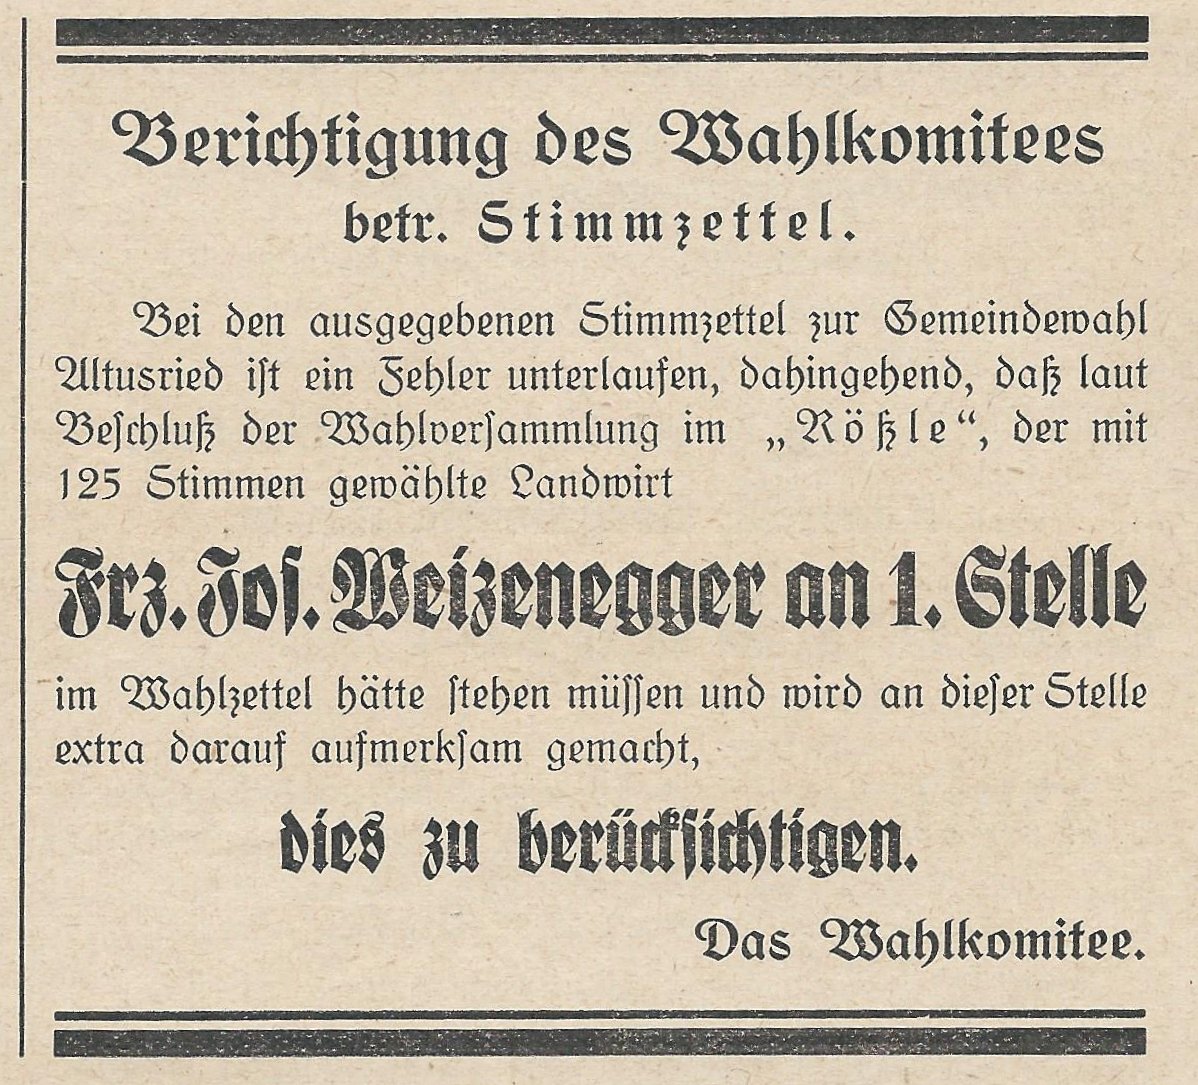 Berichtigung des Wahlkomitees
betr. Stimmzettel.
Bei den ausgegebenen Stimmzettel zur Gemeindewahl
Altusried ist ein Fehler unterlaufen, dahingehend, daß laut
Beschluß der Wahlversammlung im „Rößle“, der mit
125 Stimmen gewählte Landwirt
Frz. Jos. Weizenegger an 1. Stelle
im Wahlzettel hätte stehen müssen und wird an dieser Stelle
extra darauf aufmerksam gemacht,
dies zu berücksichtigen.
Das Wahlkomitee.